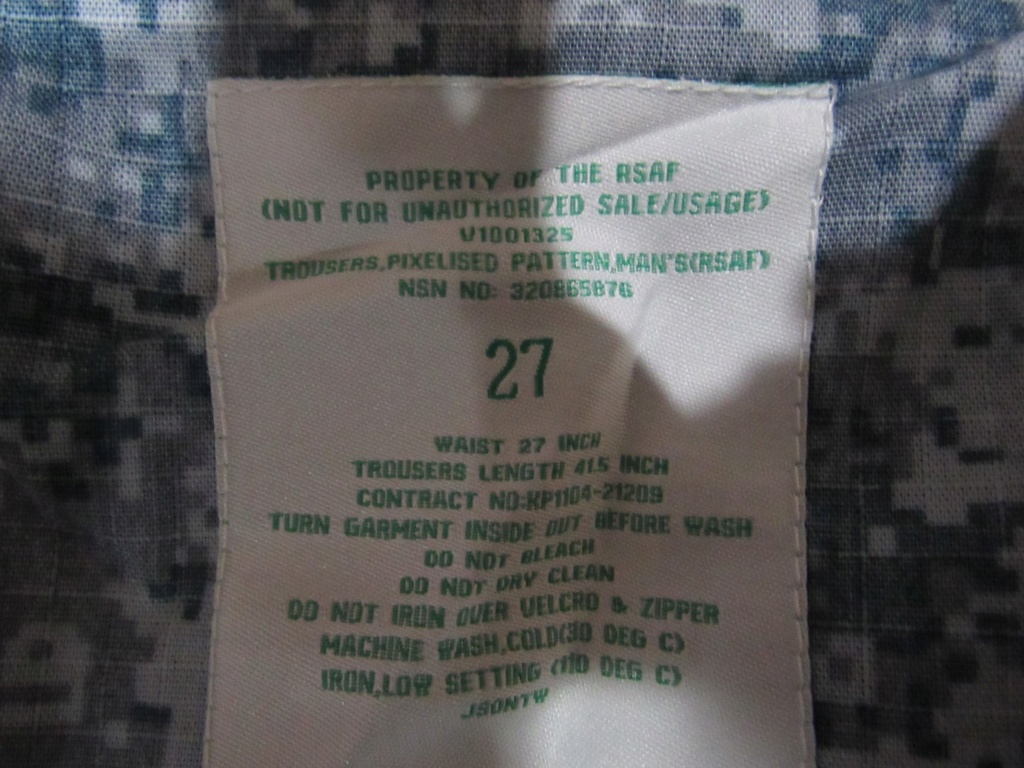 PROPERTY OF THE RSAF
(NOT FOR UNAUTHORIZED SALE/USAGE)
V1001325
TROUSERS,PIXELISED PATTERN,MAN'S(RSAF)
NSN NO: 320865876
27
WAIST 27 INCH
TROUSERS LENGTH 41.5 INCH
CONTRACT NO:KP1104-21209
TURN GARMENT INSIDE OUT BEFORE WASH
DO NOT BLEACH
DO NOT DRY CLEAN
DO NOT IRON OVER VELCRO & ZIPPER
MACHINE WASH,COLD(30 DEG C)
IRON,LOW SETTING (110 DEG C)
JSONTW